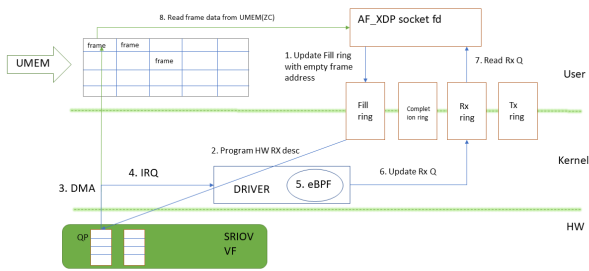 8. Read frame data from UMEM(ZC)
AF_XDP socket fd
frame
frame
frame
UMEM
1. Update Fill ring
with empty frame
address
7. Read Rx Q
User
Fill
ring
Complet
ion ring
Rx
ring
Tx
ring
2. Program HW RX desc
Kernel
4. IRQ
6. Update Rx Q
3. DMA
DRIVER
5. eBPF
HW
QP
SRIOV
VF